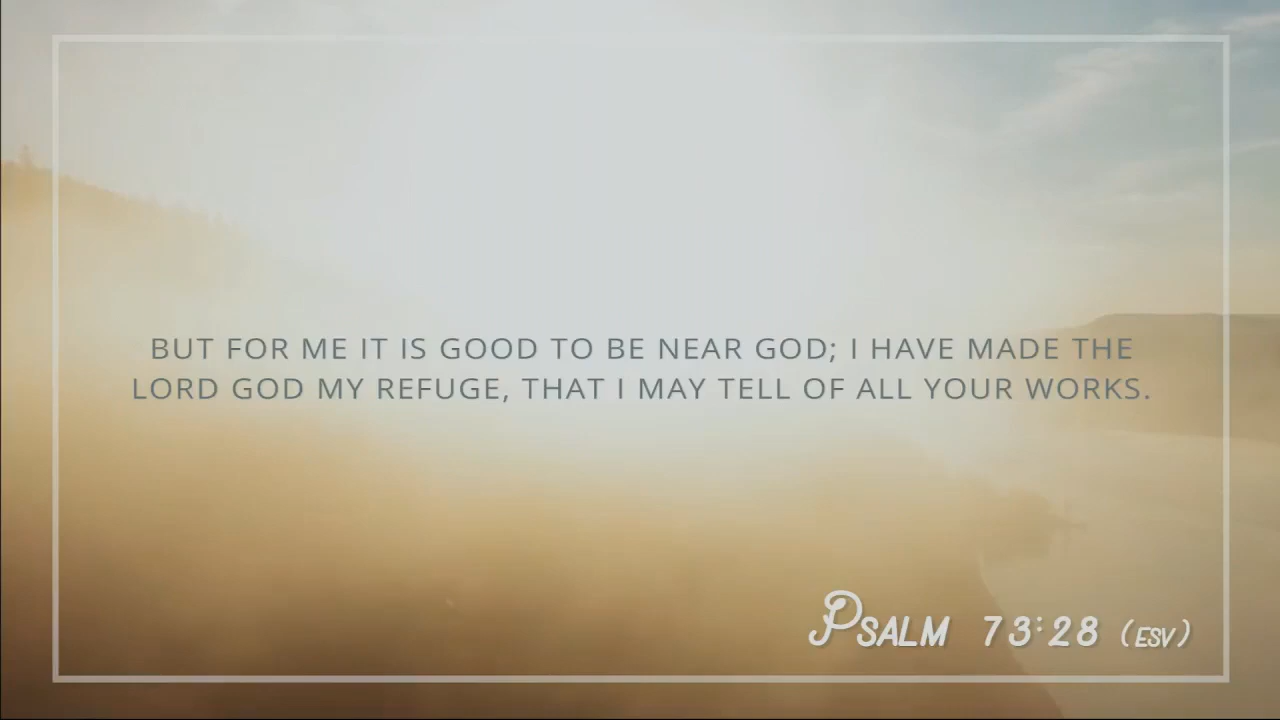 BUT FOR ME IT IS GOOD TO BE NEAR GOD; I HAVE MADE THE
LORD GOD MY REFUGE, THAT I MAY TELL OF ALL YOUR WORKS.
PSALM 73:28 (ESV)